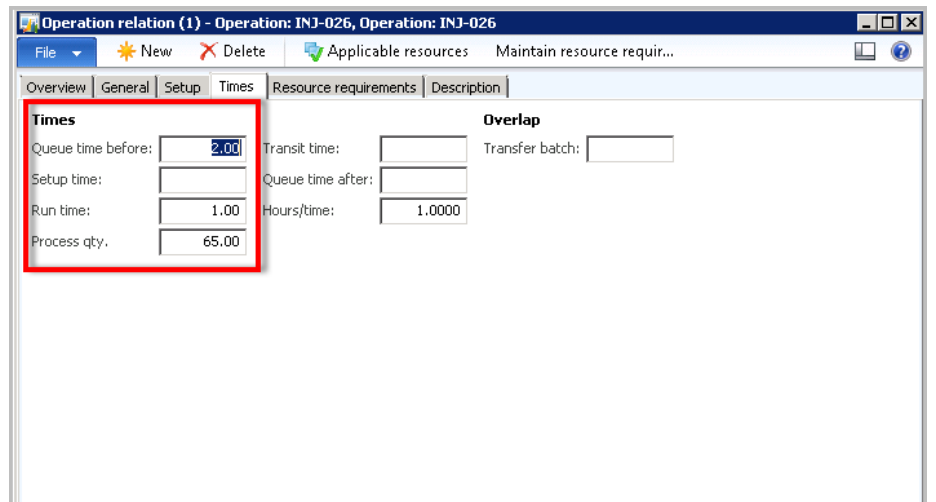 Operation relation (1) - Operation: INJ-026, Operation: INJ-026
File New Delete Applicable resources Maintain resource requir...
Overview General Setup Times Resource requirements Description
Times Overlap
Queue time before: 2.00 Transit time: Transfer batch:
Setup time: Queue time after:
Run time: 1.00 Hours/time: 1.0000
Process qty. 65.00